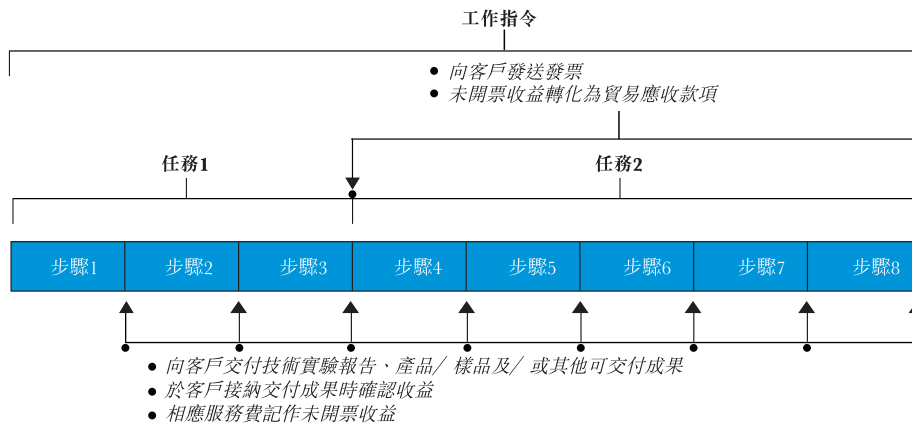 工作指令
• 向客戶發送發票
• 未開票收益轉化為貿易應收款項
任務1
任務2
步驟1 步驟2 步驟3 步驟4 步驟5 步驟6 步驟7 步驟8
• 向客戶交付技術實驗報告、產品/ 樣品及/ 或其他可交付成果
• 於客戶接納交付成果時確認收益
• 相應服務費記作未開票收益